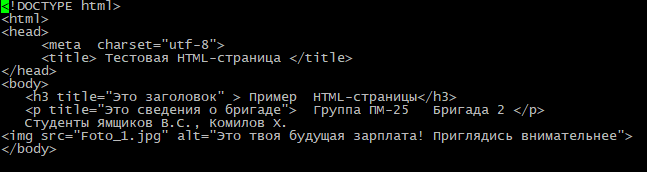 <!DOCTYPE html>
<html>
<head>
<meta  charset="utf-8">
<title> Тестовая HTML-страница </title>
</head>
<body>
<h3 title="Это заголовок" > Пример  HTML-страницы</h3>
<p title="Это сведения о бригаде">  Группа ПМ-25   Бригада 2 </p>
Студенты Ямщиков В.С., Комилов Х.
<img src="Foto_1.jpg" alt="Это твоя будущая зарплата! Приглядись внимательнее">
</body>